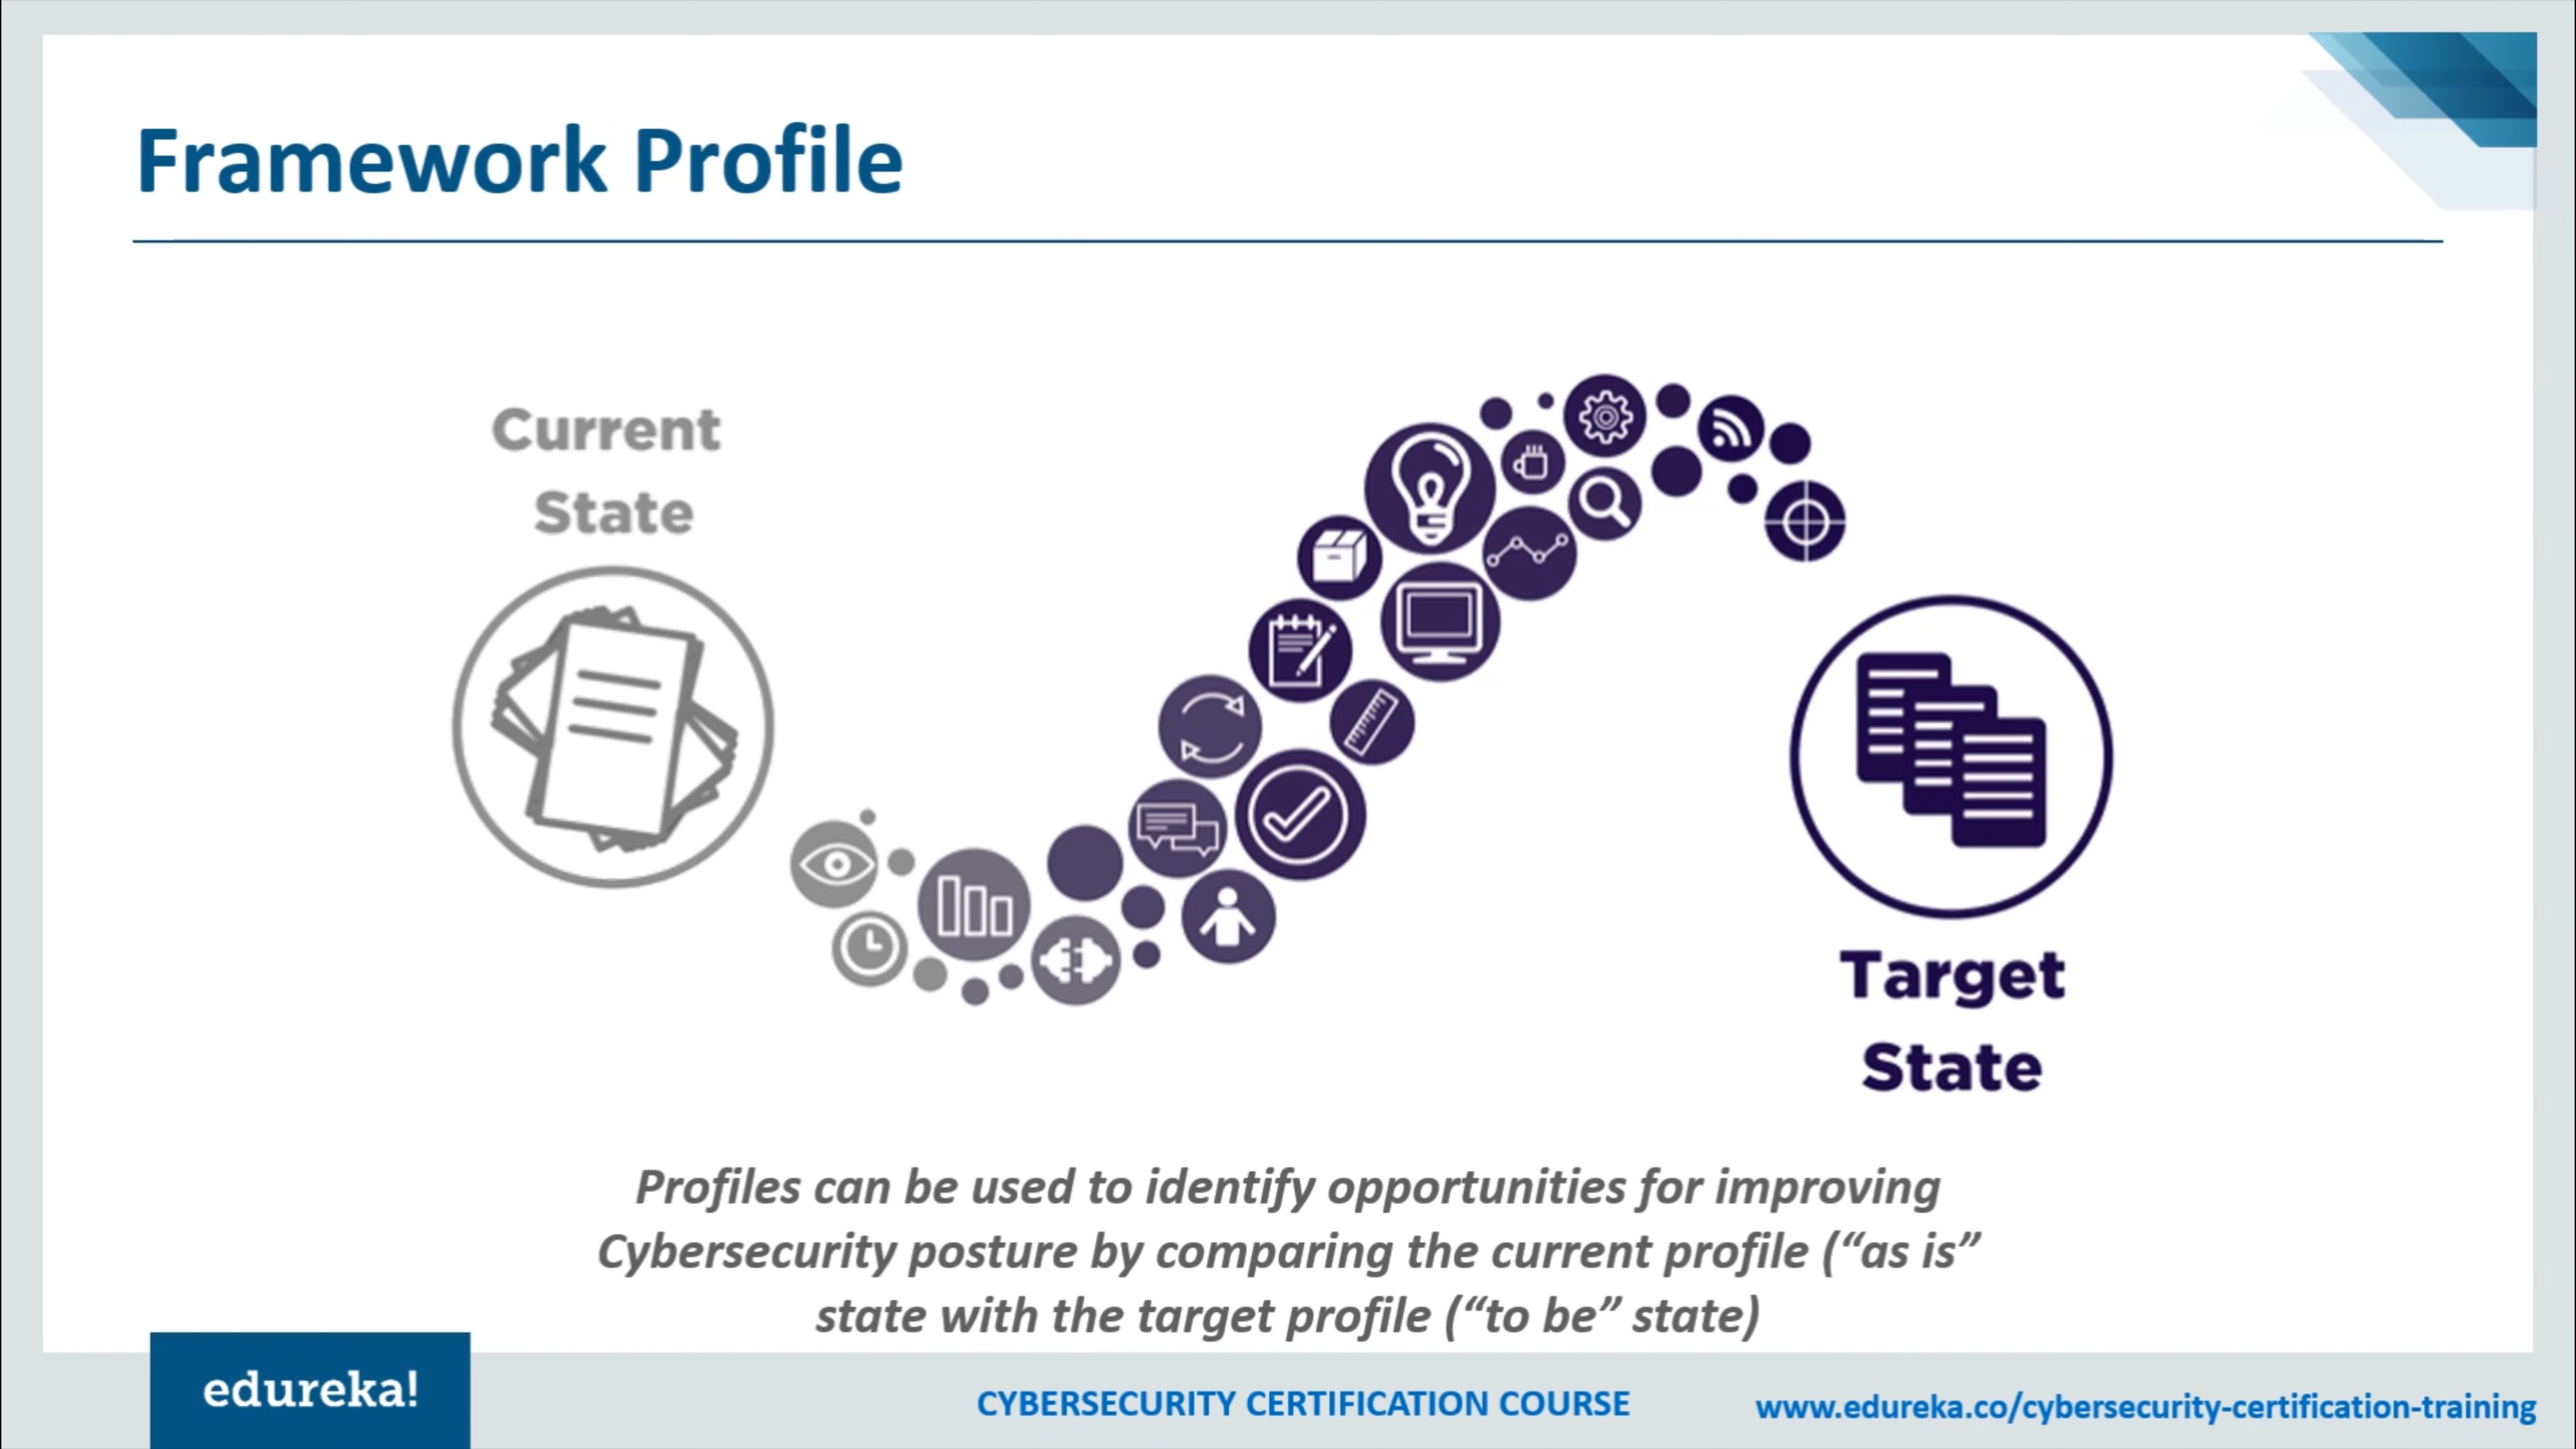 Framework Profile
Current
State
Target
State
Profiles can be used to identify opportunities for improving
Cybersecurity posture by comparing the current profile (“as is”
state with the target profile (“to be” state)
edureka!
CYBERSECURITY CERTIFICATION COURSE
www.edureka.co/cybersecurity-certification-training